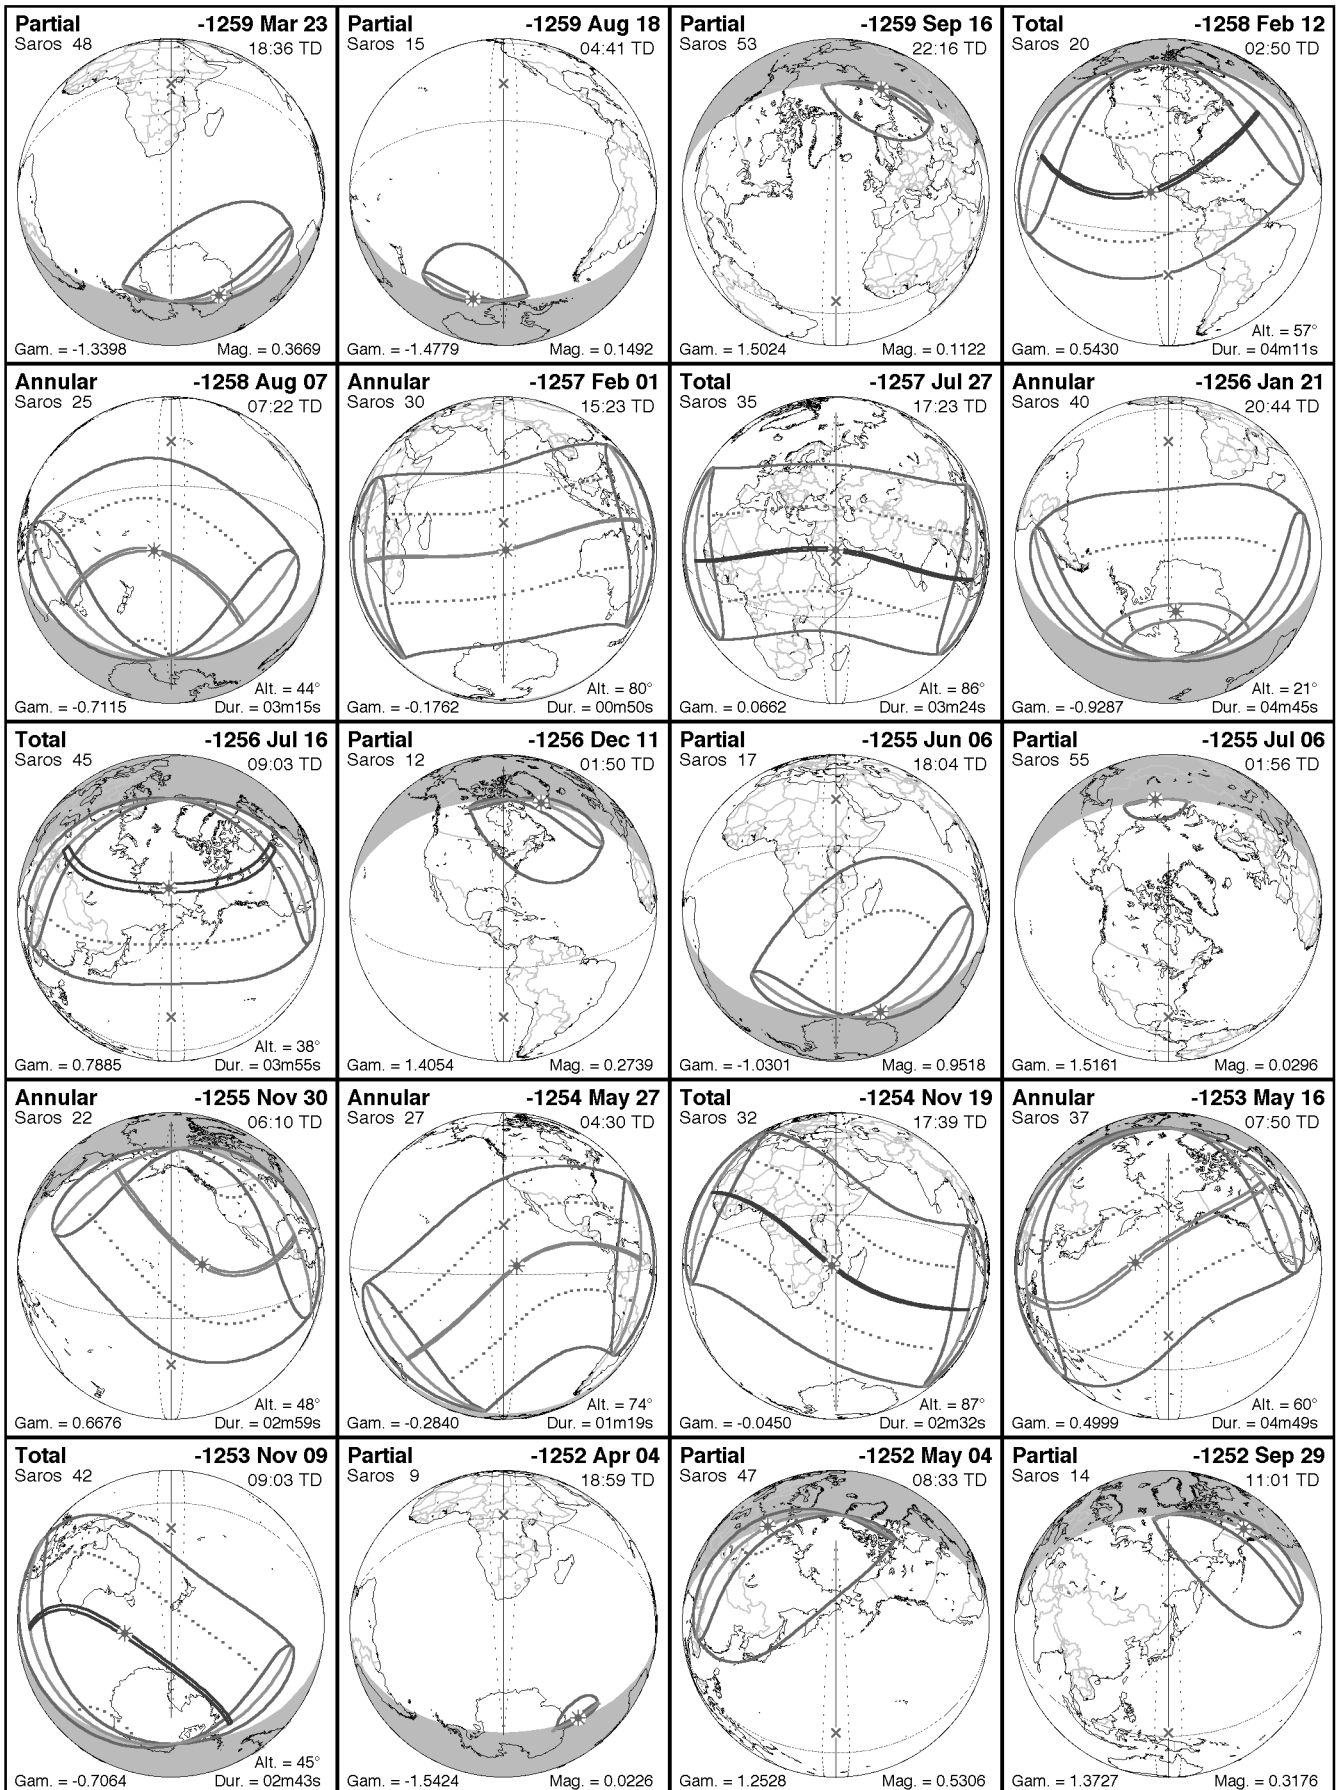 Partial -1259 Mar 23
Saros 48 18:36 TD
Gam. = -1.3398 Mag. = 0.3669
Partial -1259 Aug 18
Saros 15 04:41 TD
Gam. = -1.4779 Mag. = 0.1492
Partial -1259 Sep 16
Saros 53 22:16 TD
Gam. = 1.5024 Mag. = 0.1122
Total -1258 Feb 12
Saros 20 02:50 TD
Alt. = 57°
Gam. = 0.5430 Dur. = 04m11s
Annular -1258 Aug 07
Saros 25 07:22 TD
Alt. = 44°
Gam. = -0.7115 Dur. = 03m15s
Annular -1257 Feb 01
Saros 30 15:23 TD
Alt. = 80°
Gam. = -0.1762 Dur. = 00m50s
Total -1257 Jul 27
Saros 35 17:23 TD
Alt. = 86°
Gam. = 0.0662 Dur. = 03m24s
Annular -1256 Jan 21
Saros 40 20:44 TD
Alt. = 21°
Gam. = -0.9287 Dur. = 04m45s
Total -1256 Jul 16
Saros 45 09:03 TD
Alt. = 38°
Gam. = 0.7885 Dur. = 03m55s
Partial -1256 Dec 11
Saros 12 01:50 TD
Gam. = 1.4054 Mag. = 0.2739
Partial -1255 Jun 06
Saros 17 18:04 TD
Gam. = -1.0301 Mag. = 0.9518
Partial -1255 Jul 06
Saros 55 01:56 TD
Gam. = 1.5161 Mag. = 0.0296
Annular -1255 Nov 30
Saros 22 06:10 TD
Alt. = 48°
Gam. = 0.6676 Dur. = 02m59s
Annular -1254 May 27
Saros 27 04:30 TD
Alt. = 74°
Gam. = -0.2840 Dur. = 01m19s
Total -1254 Nov 19
Saros 32 17:39 TD
Alt. = 87°
Gam. = -0.0450 Dur. = 02m32s
Annular -1253 May 16
Saros 37 07:50 TD
Alt. = 60°
Gam. = 0.4999 Dur. = 04m49s
Total -1253 Nov 09
Saros 42 09:03 TD
Alt. = 45°
Gam. = -0.7064 Dur. = 02m43s
Partial -1252 Apr 04
Saros 9 18:59 TD
Gam. = -1.5424 Mag. = 0.0226
Partial -1252 May 04
Saros 47 08:33 TD
Gam. = 1.2528 Mag. = 0.5306
Partial -1252 Sep 29
Saros 14 11:01 TD
Gam. = 1.3727 Mag. = 0.3176